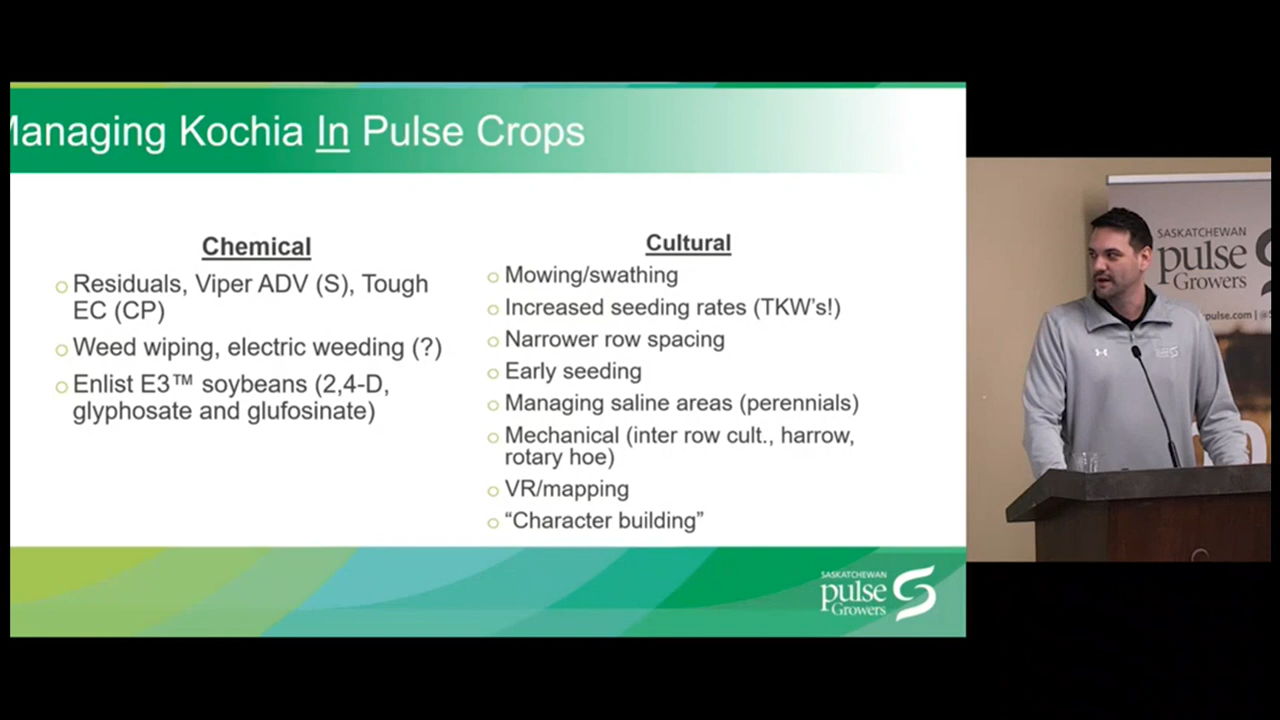 Managing Kochia In Pulse Crops
Chemical
Residuals, Viper ADV (S), Tough
EC (CP)
Weed wiping, electric weeding (?)
Enlist E3™ soybeans (2,4-D,
glyphosate and glufosinate)
Cultural
Mowing/swathing
Increased seeding rates (TKW's!)
Narrower row spacing
Early seeding
Managing saline areas (perennials)
Mechanical (inter row cult., harrow,
rotary hoe)
VR/mapping
“Character building”
SASKATCHEWAN
pulse
Growers
SASKATCHEWAN
pulse
Growers
pulse.com |